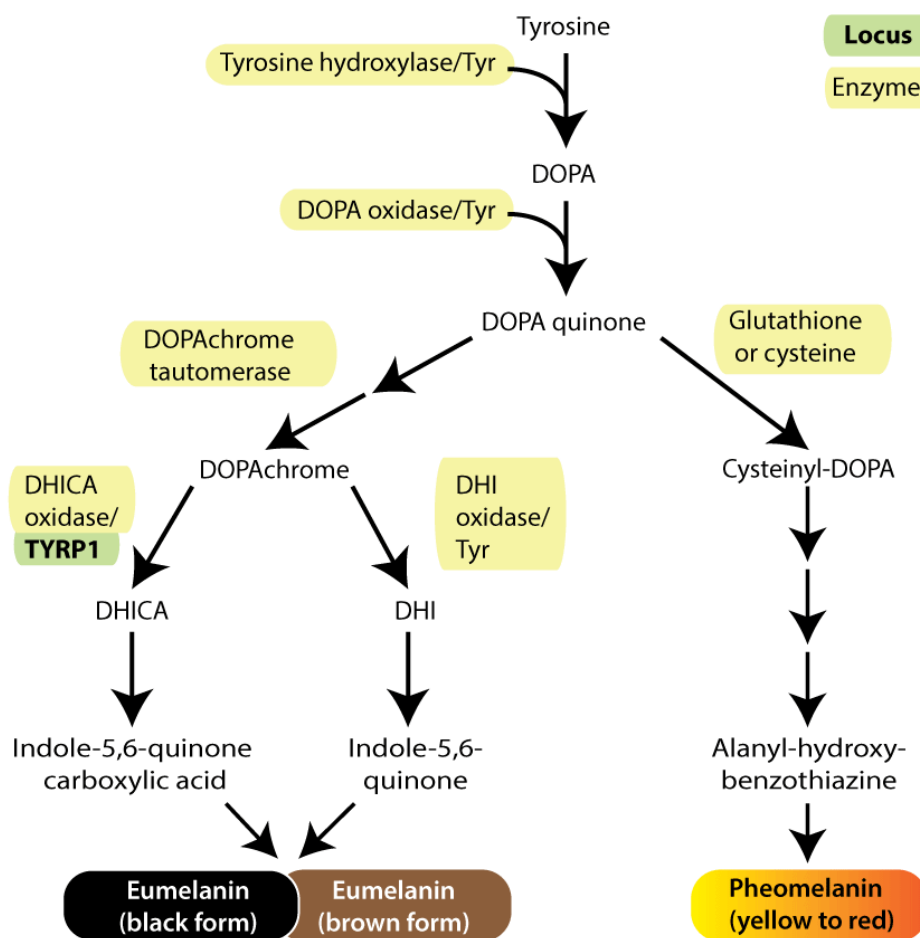 Tyrosine
Locus
Tyrosine hydroxylase/Tyr
Enzyme
DOPA
DOPA oxidase/Tyr
DOPA quinone
DOPAchrome
tautomerase
Glutathione
or cysteine
DOPAchrome
Cysteinyl-DOPA
DHICA
oxidase/
TYRP1
DHI
oxidase/
Tyr
DHICA
DHI
Indole-5,6-quinone
carboxylic acid
Indole-5,6-
quinone
Alanyl-hydroxy-
benzothiazine
Eumelanin
(black form)
Eumelanin
(brown form)
Pheomelanin
(yellow to red)